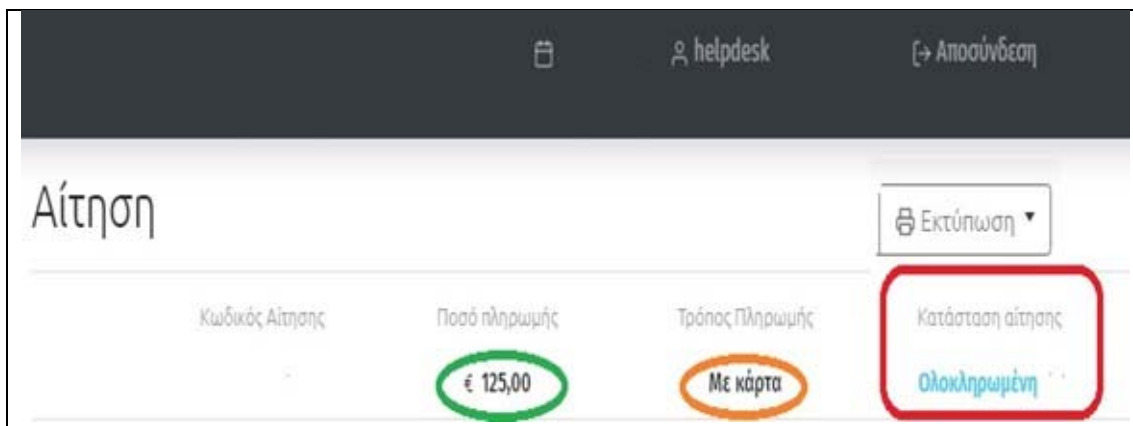 helpdesk Αποσύνδεση
Αίτηση
Εκτύπωση
Κωδικός Αίτησης Ποσό πληρωμής Τρόπος Πληρωμής Κατάσταση αίτησης
€ 125,00 Με κάρτα Ολοκληρωμένη